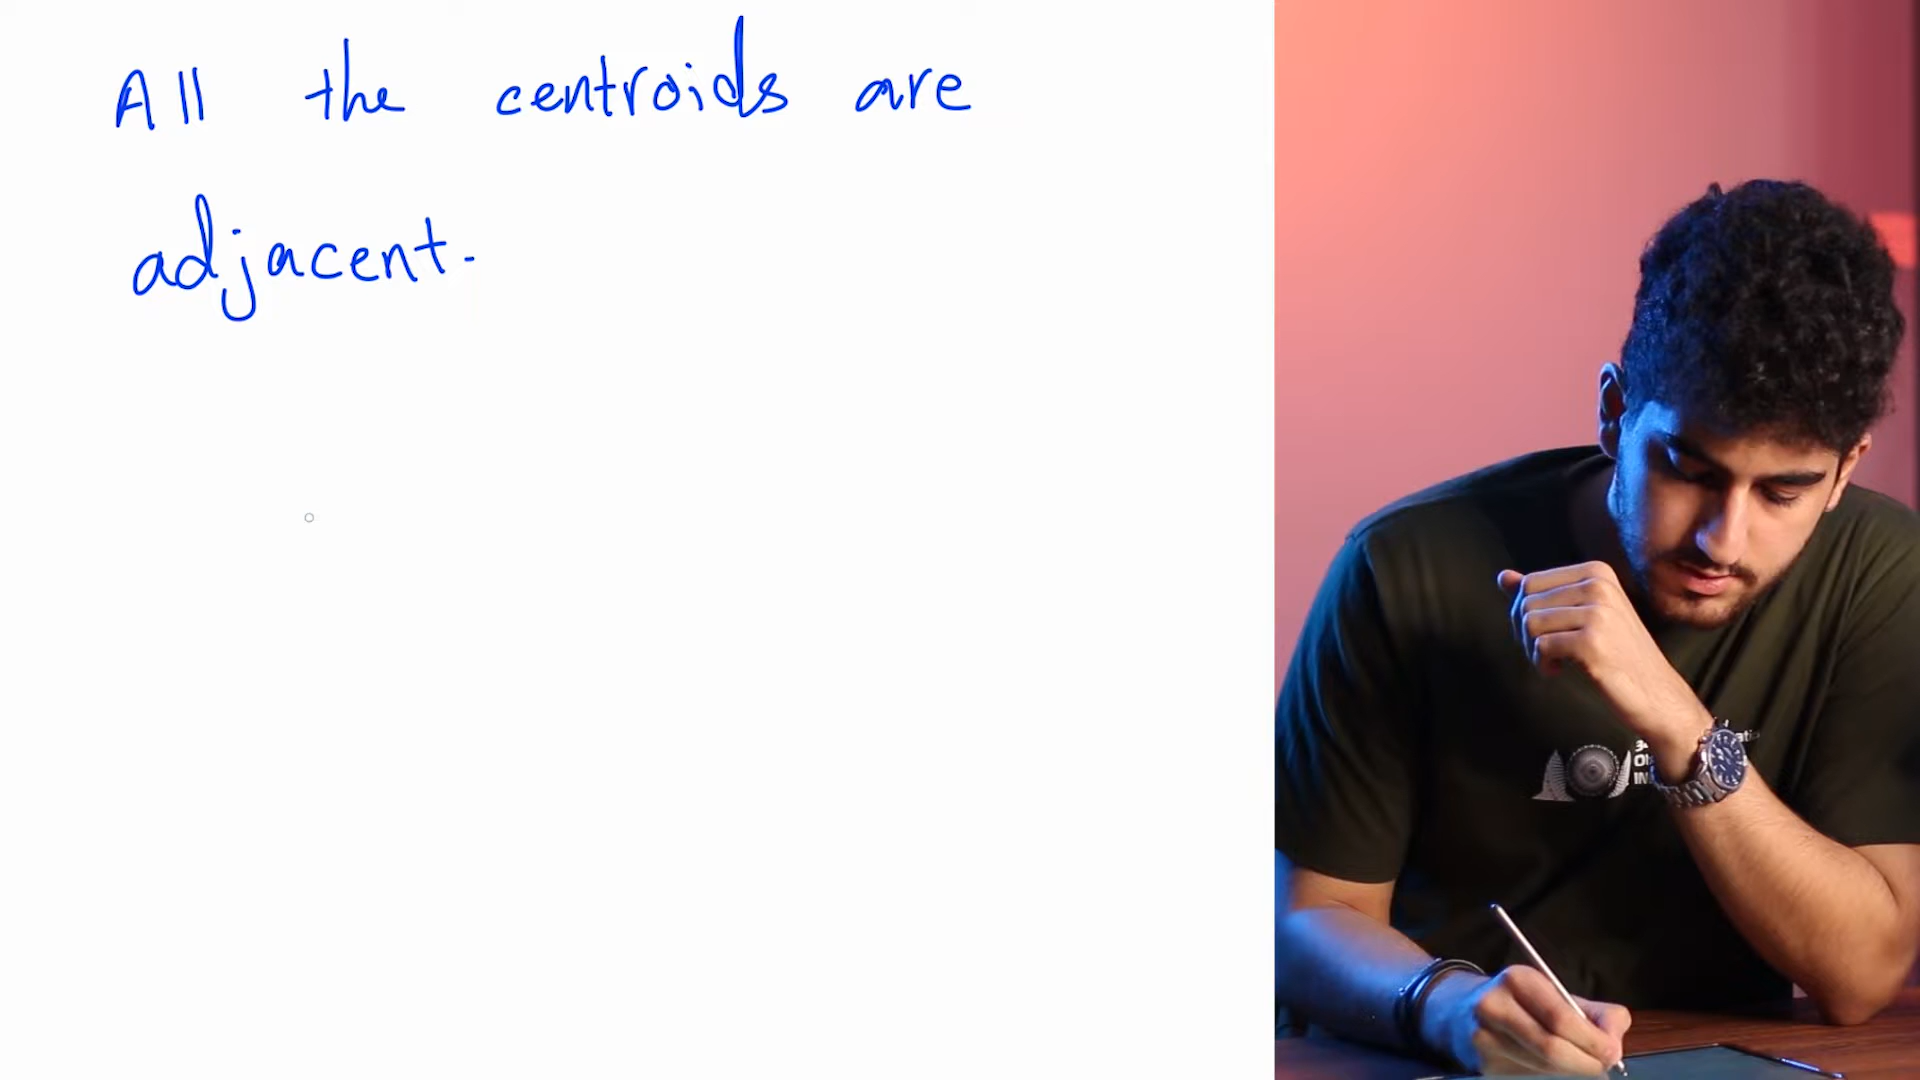 All the centroids are
adjacent.